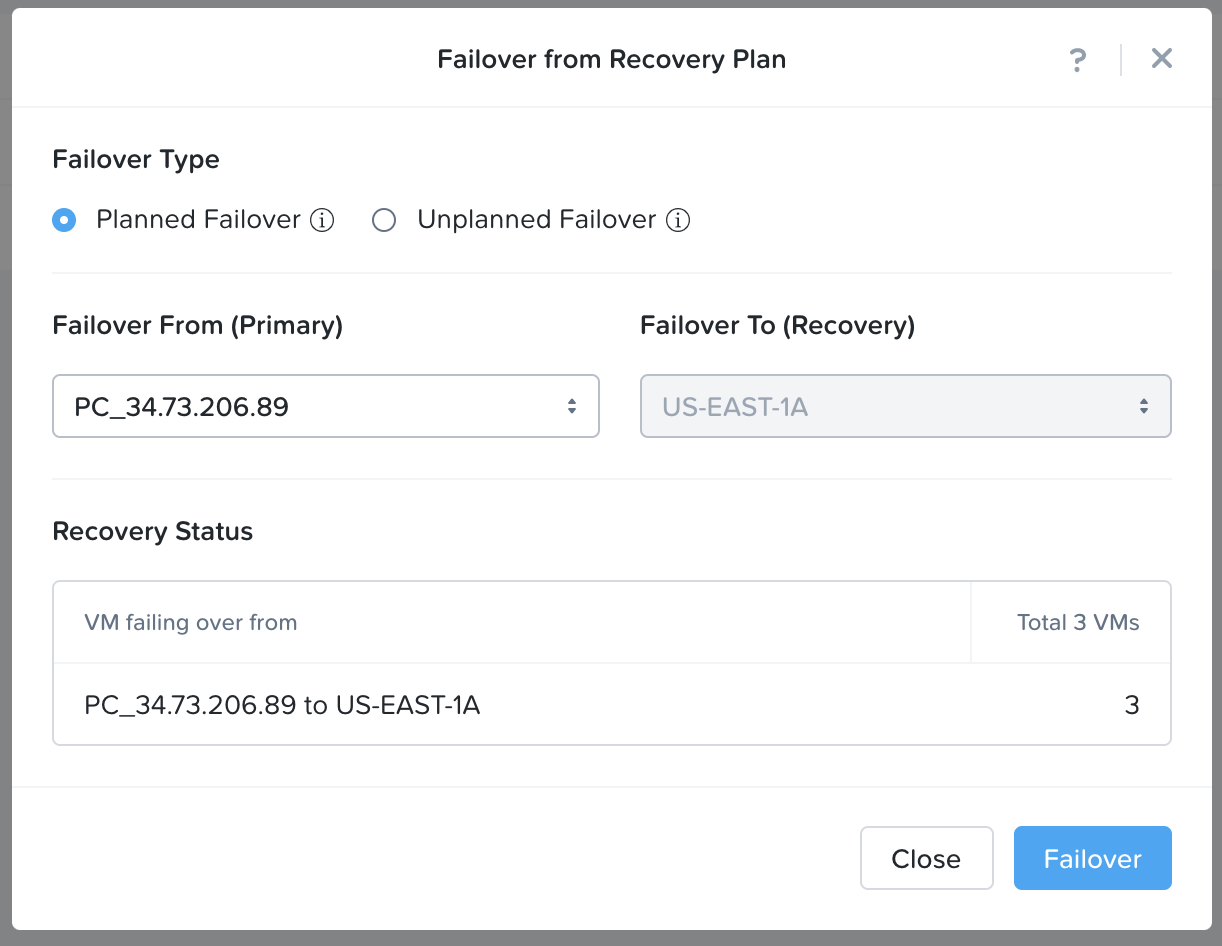 Failover from Recovery Plan
?
Failover Type
Planned Failover
Unplanned Failover
Failover From (Primary)
Failover To (Recovery)
PC_34.73.206.89
US-EAST-1A
Recovery Status
VM failing over from
Total 3 VMs
PC_34.73.206.89 to US-EAST-1A
3
Close
Failover